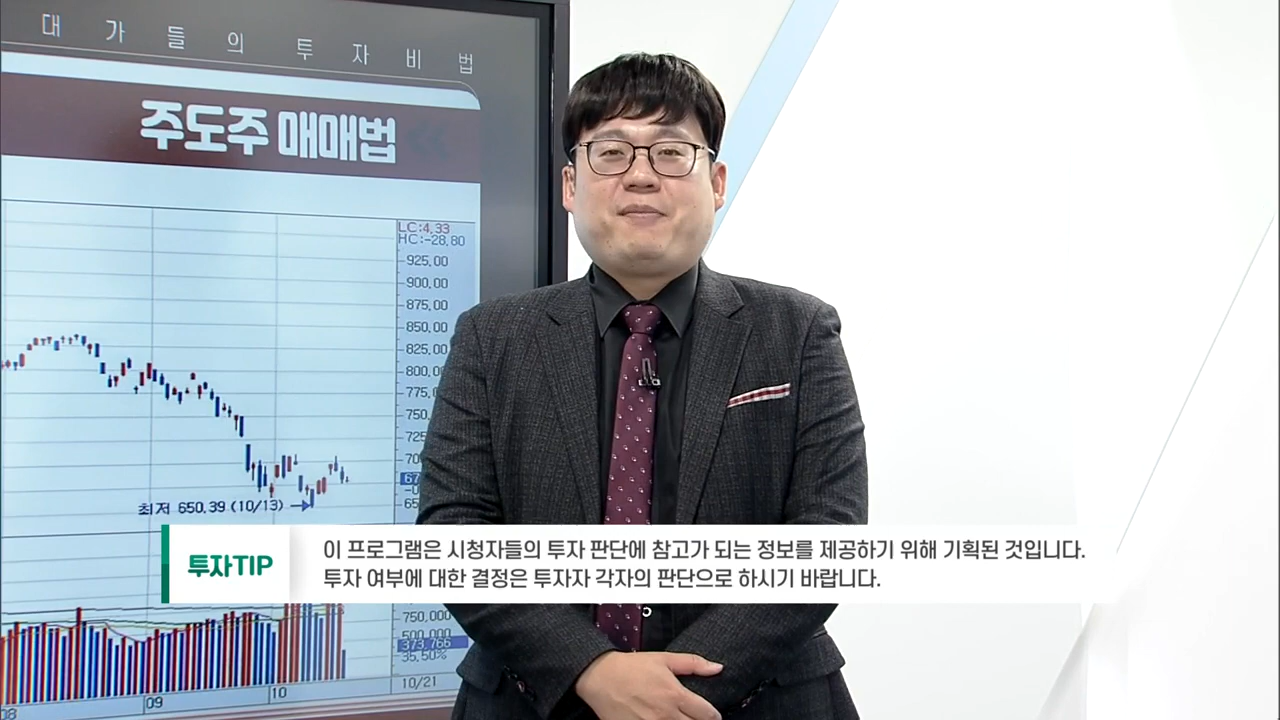 대가들의 투자비법
주도주 매매법
LC:4.33
HC:-28.80
925.00
900.00
875.00
850.00
825.00
800.00
775.
750.
725
70
67
65
최저 650.39 (10/13)
투자TIP
이 프로그램은 시청자들의 투자 판단에 참고가 되는 정보를 제공하기 위해 기획된 것입니다.
투자 여부에 대한 결정은 투자자 각자의 판단으로 하시기 바랍니다.
750,000
500,000
373,766
35.50%
10/21
08
09
10